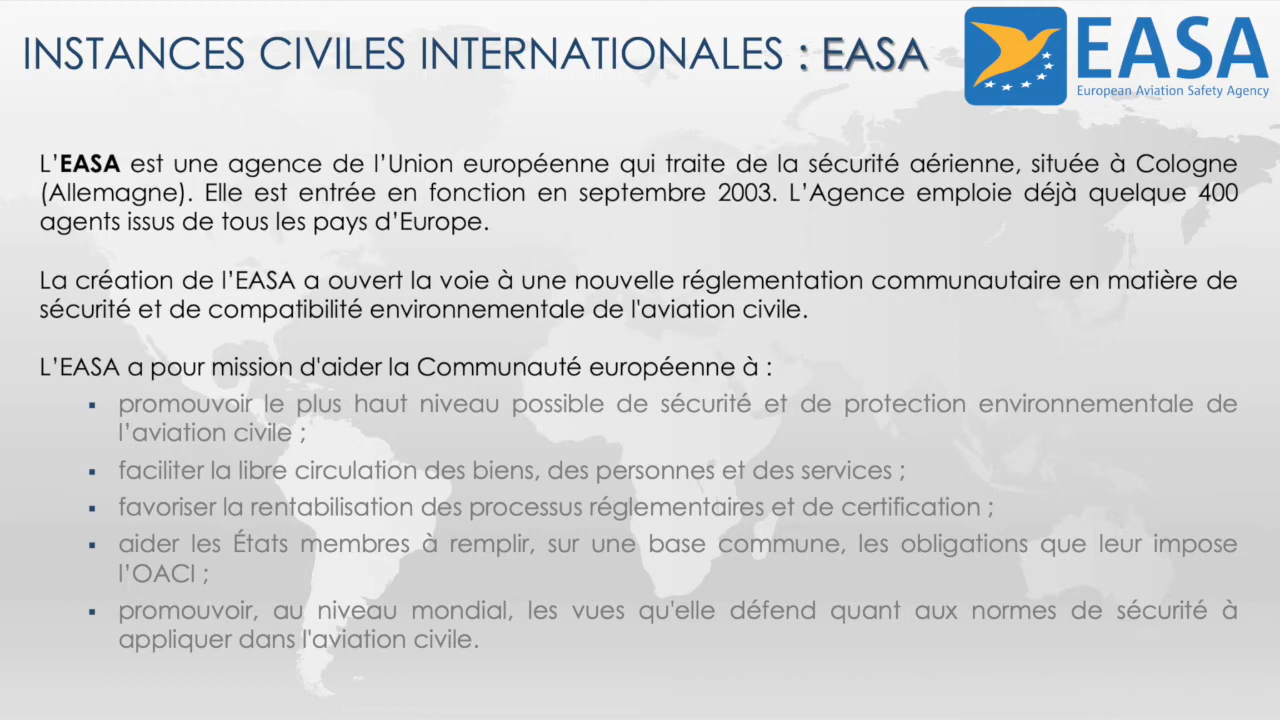 INSTANCES CIVILES INTERNATIONALES : EASA
EASA
European Aviation Safety Agency
L’EASA est une agence de l’Union européenne qui traite de la sécurité aérienne, située à Cologne
(Allemagne). Elle est entrée en fonction en septembre 2003. L’Agence emploie déjà quelque 400
agents issus de tous les pays d’Europe.
La création de l’EASA a ouvert la voie à une nouvelle réglementation communautaire en matière de
sécurité et de compatibilité environnementale de l'aviation civile.
L’EASA a pour mission d'aider la Communauté européenne à :
▪ promouvoir le plus haut niveau possible de sécurité et de protection environnementale de
l’aviation civile ;
▪ faciliter la libre circulation des biens, des personnes et des services ;
▪ favoriser la rentabilisation des processus réglementaires et de certification ;
▪ aider les États membres à remplir, sur une base commune, les obligations que leur impose
l’OACI ;
▪ promouvoir, au niveau mondial, les vues qu'elle défend quant aux normes de sécurité à
appliquer dans l'aviation civile.